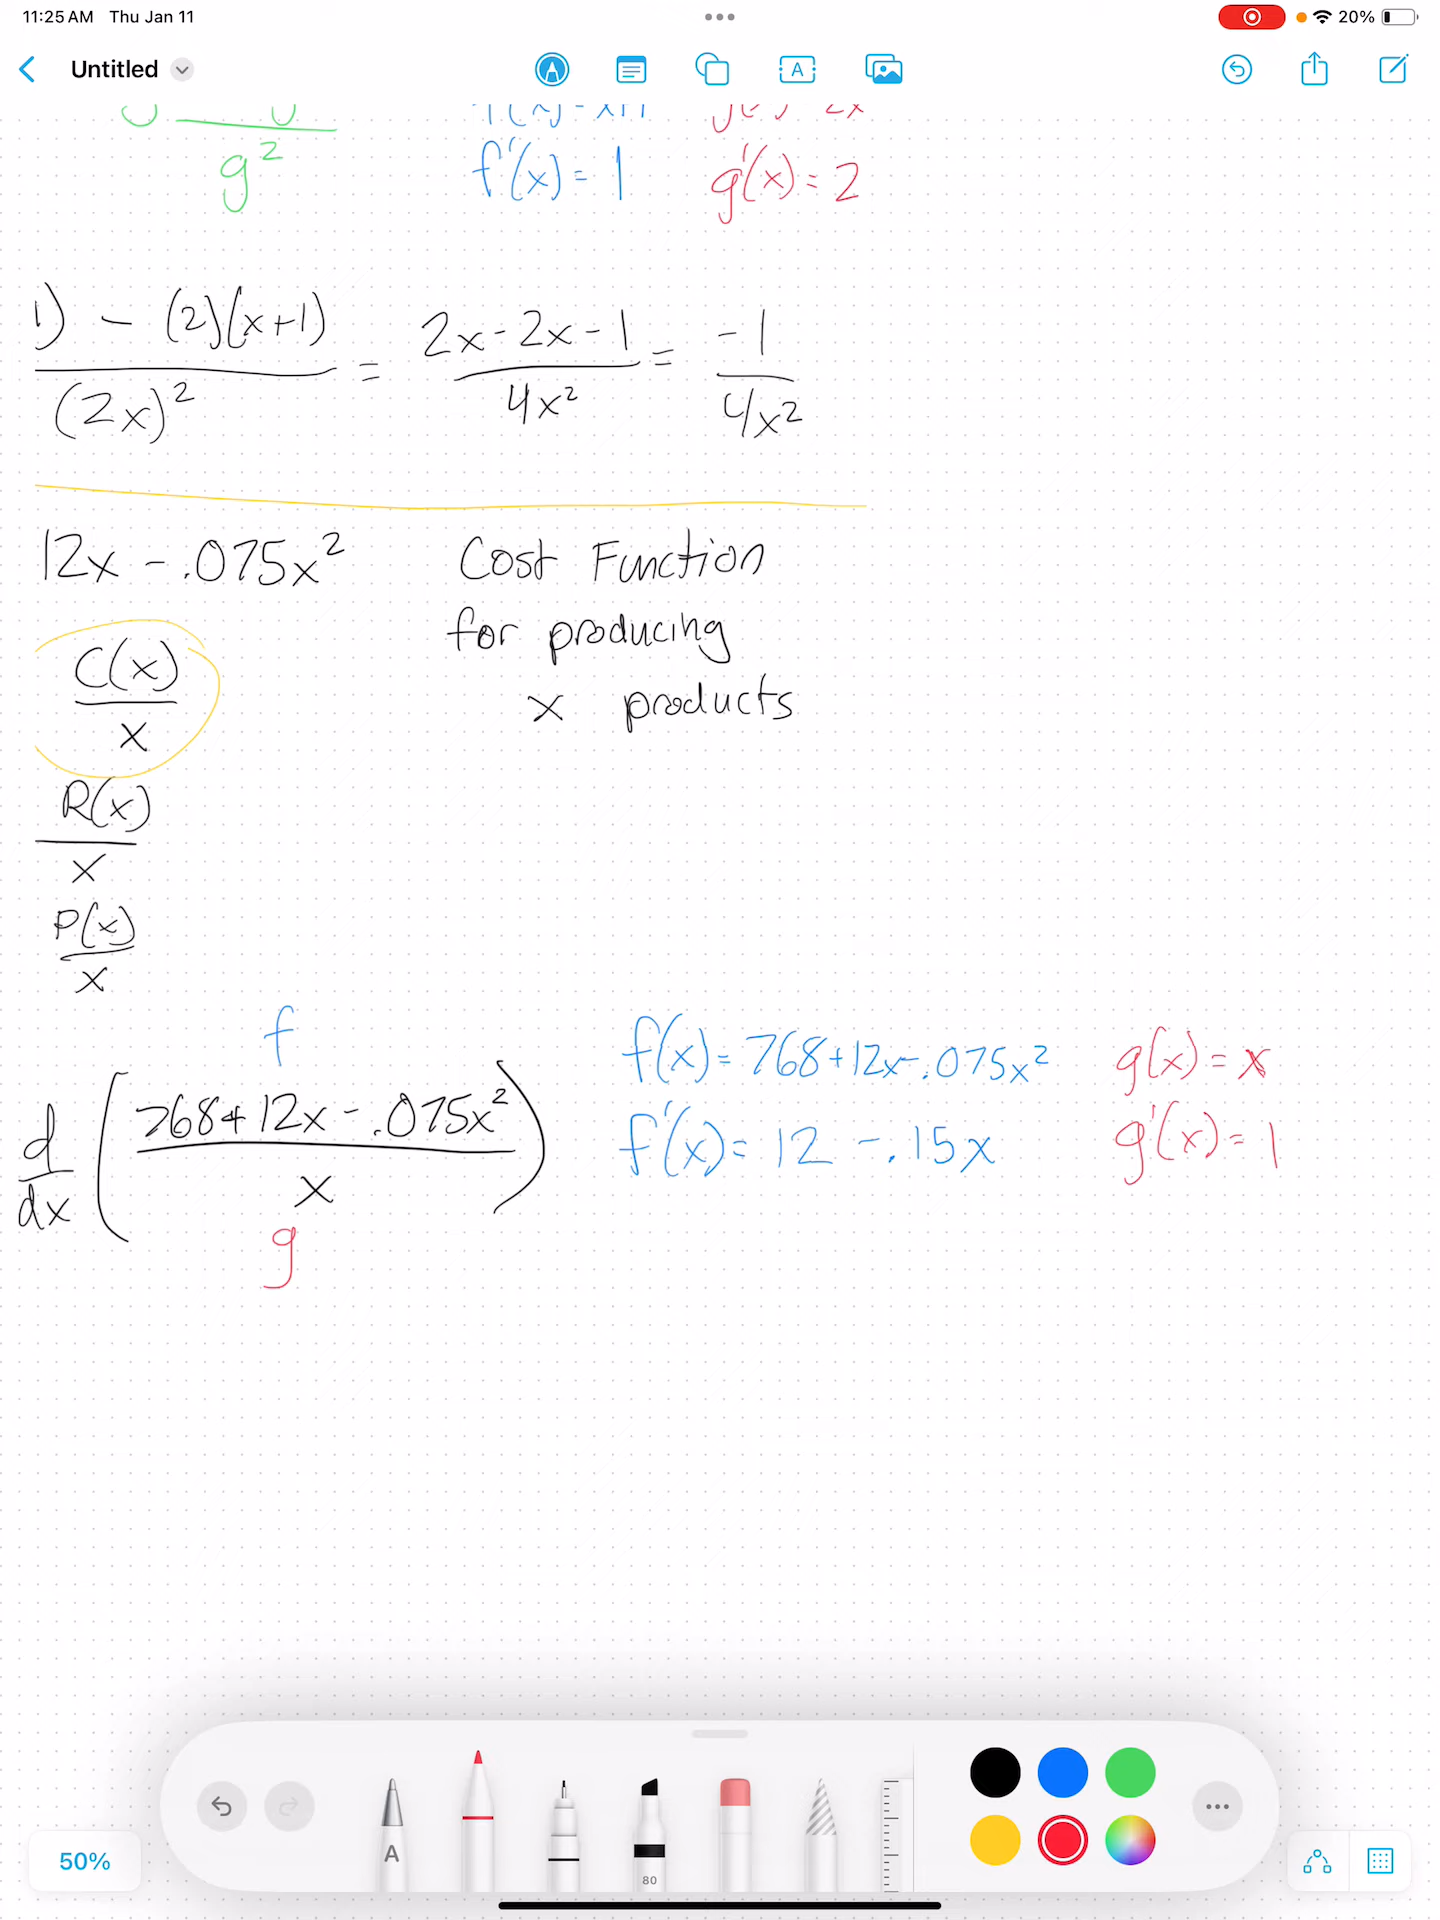 11:25 AM Thu Jan 11
20%
Untitled
A
g²
f'(x) = 1
g'(x) = 2
1) - (2)(x+1)
(2x)²
= 2x - 2x - 1
4x²
= -1
4x²
12x - .075x²
Cost Function
for producing
x products
C(x)
x
R(x)
x
P(x)
x
f
d
dx
( 768 + 12x - .075x² )
x
g
f(x) = 768 + 12x - .075x²
f'(x) = 12 - .15x
g(x) = x
g'(x) = 1
A
80
50%